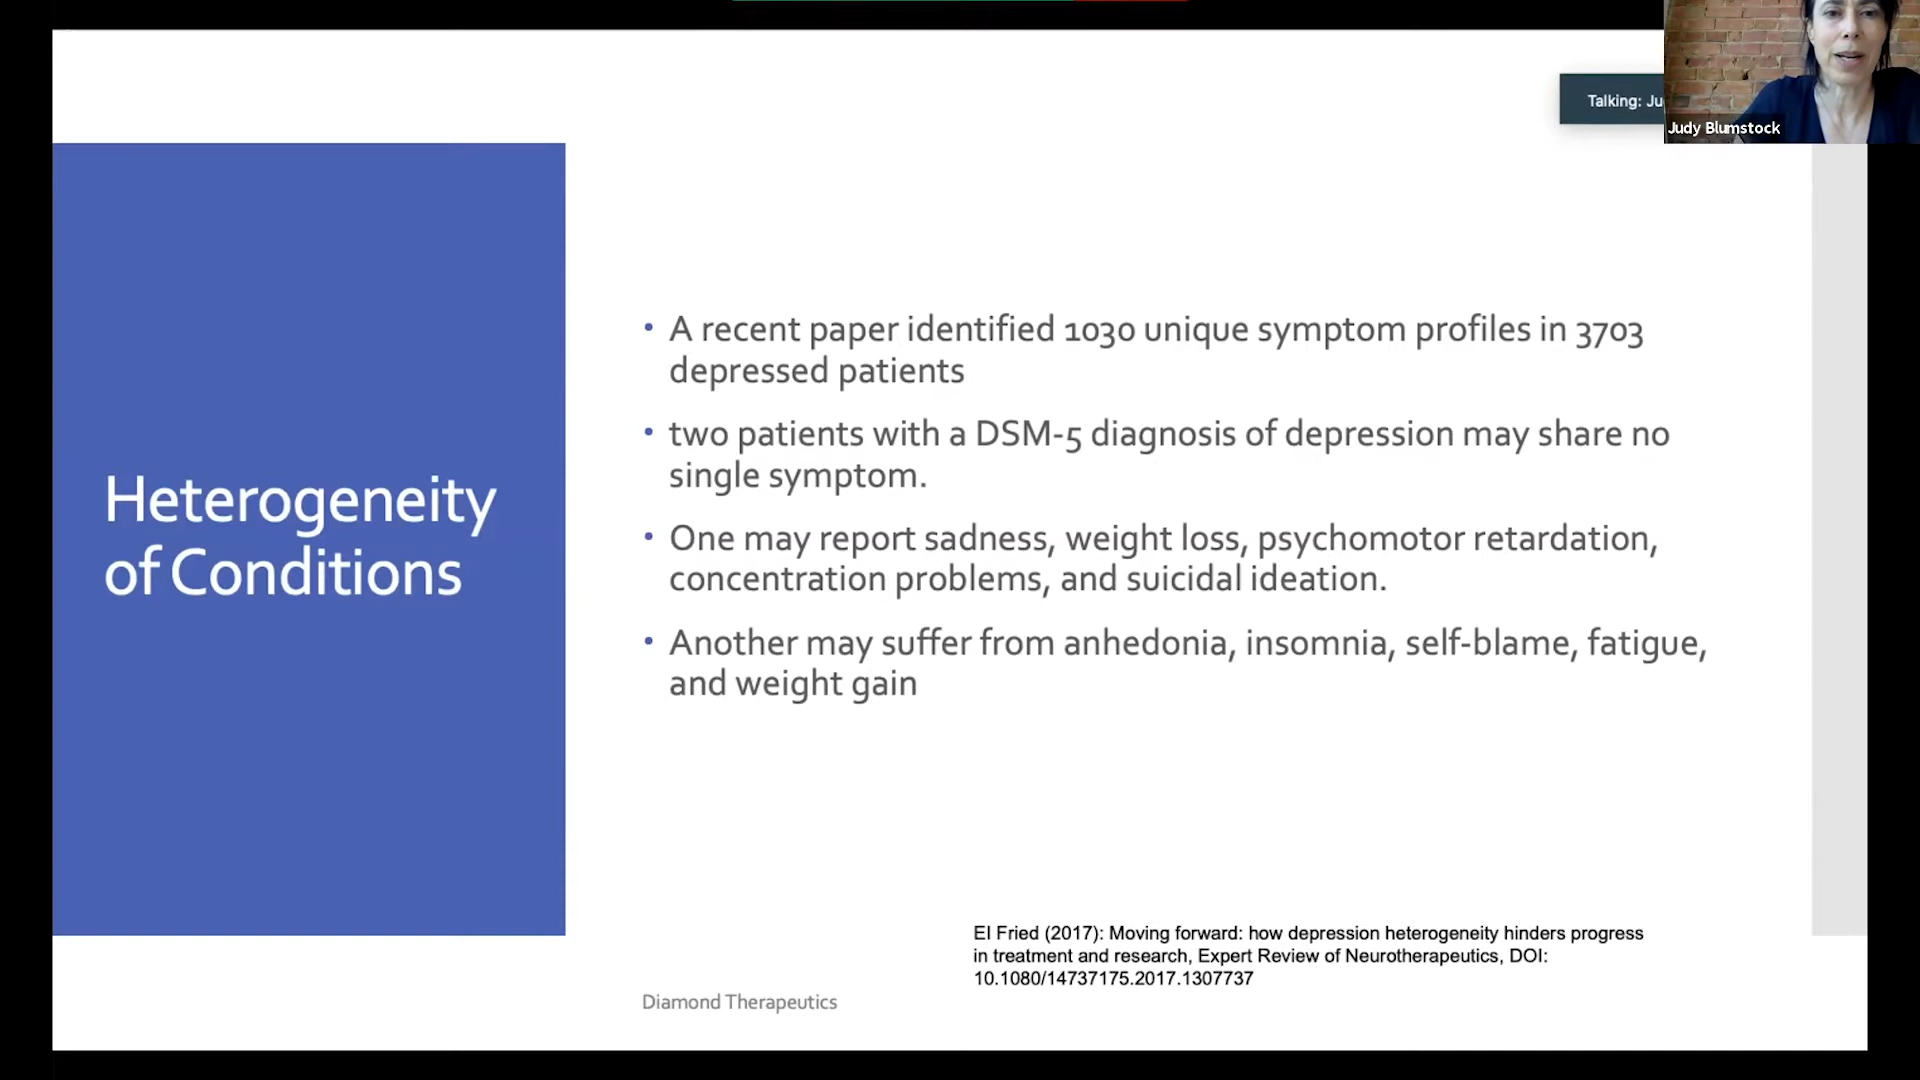 Talking: Ju
Judy Blumstock
Heterogeneity
of Conditions
• A recent paper identified 1030 unique symptom profiles in 3703
depressed patients
• two patients with a DSM-5 diagnosis of depression may share no
single symptom.
• One may report sadness, weight loss, psychomotor retardation,
concentration problems, and suicidal ideation.
• Another may suffer from anhedonia, insomnia, self-blame, fatigue,
and weight gain
EI Fried (2017): Moving forward: how depression heterogeneity hinders progress
in treatment and research, Expert Review of Neurotherapeutics, DOI:
10.1080/14737175.2017.1307737
Diamond Therapeutics